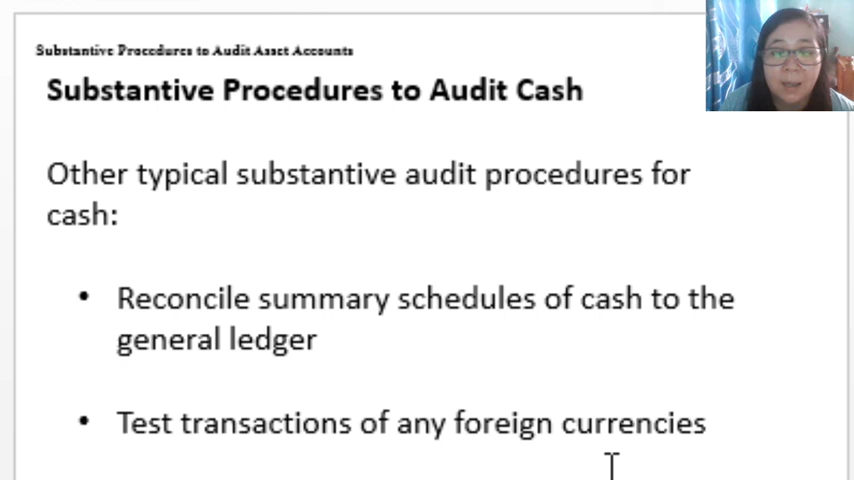 Substantive Procedures to Audit Asset Accounts
Substantive Procedures to Audit Cash
Other typical substantive audit procedures for
cash:
• Reconcile summary schedules of cash to the
general ledger
• Test transactions of any foreign currencies